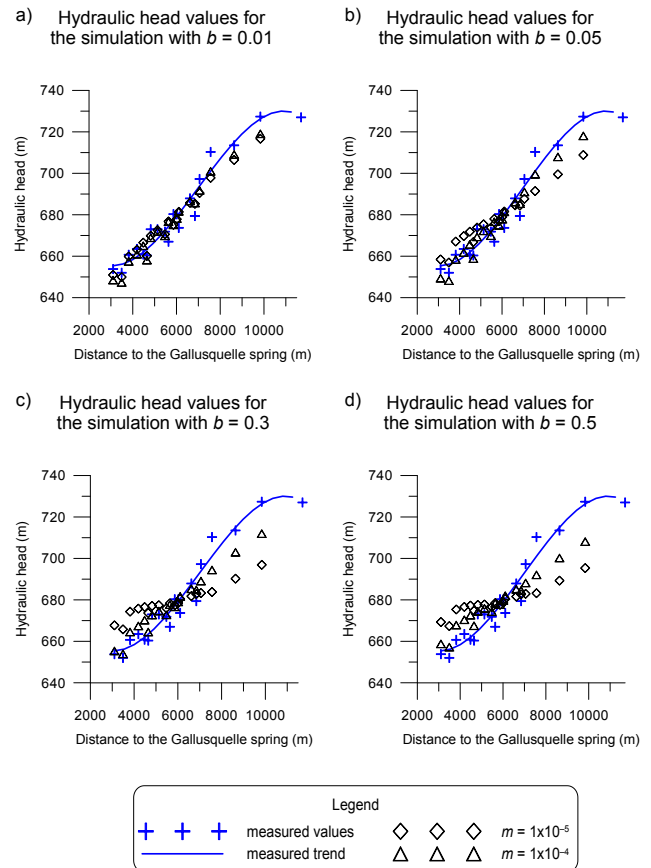 a) Hydraulic head values for
the simulation with b = 0.01
740
720
700
680
660
640
Hydraulic head (m)
2000 4000 6000 8000 10000
Distance to the Gallusquelle spring (m)
b) Hydraulic head values for
the simulation with b = 0.05
740
720
700
680
660
640
Hydraulic head (m)
2000 4000 6000 8000 10000
Distance to the Gallusquelle spring (m)
c) Hydraulic head values for
the simulation with b = 0.3
740
720
700
680
660
640
Hydraulic head (m)
2000 4000 6000 8000 10000
Distance to the Gallusquelle spring (m)
d) Hydraulic head values for
the simulation with b = 0.5
740
720
700
680
660
640
Hydraulic head (m)
2000 4000 6000 8000 10000
Distance to the Gallusquelle spring (m)
Legend
measured values m = 1x10⁻⁵
measured trend m = 1x10⁻⁴